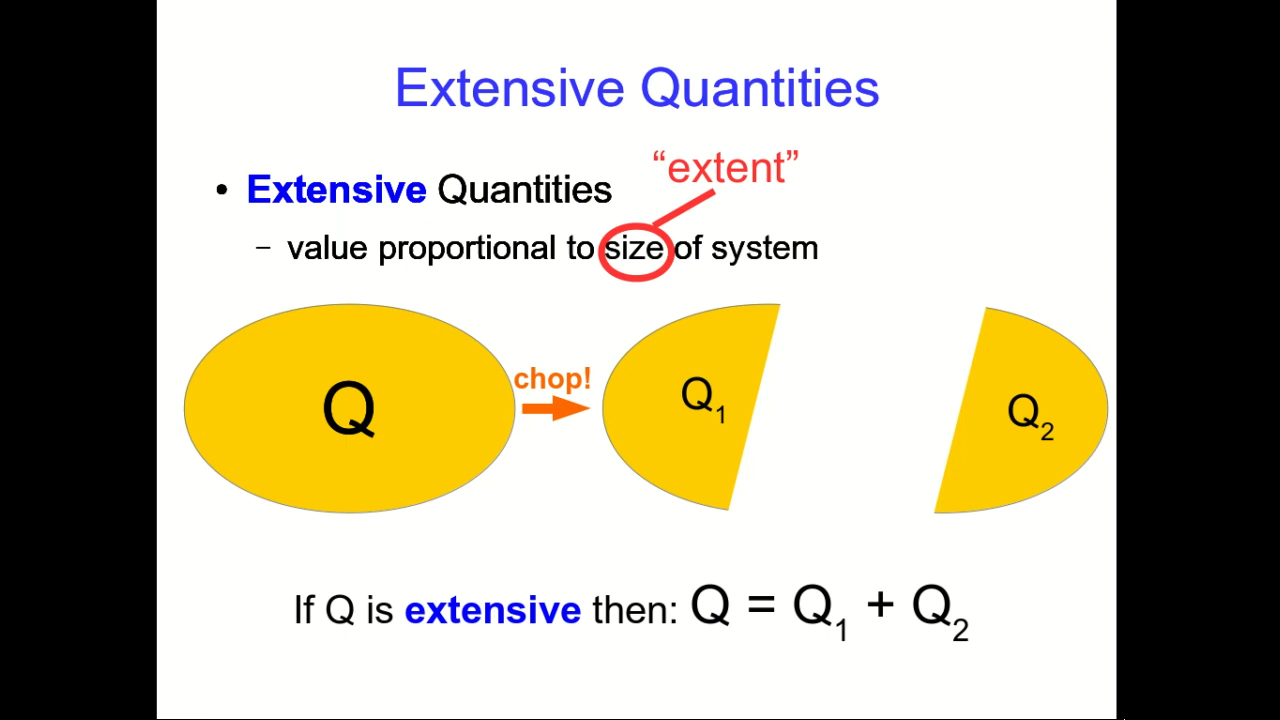 Extensive Quantities
“extent”
• Extensive Quantities
– value proportional to size of system
Q
chop!
Q₁
Q₂
If Q is extensive then: Q = Q₁ + Q₂